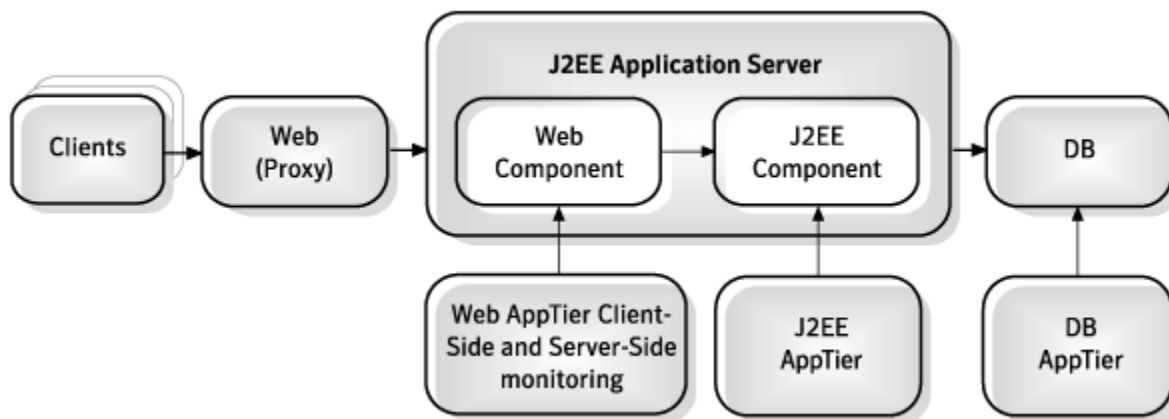 J2EE Application Server
Clients
Web
(Proxy)
Web
Component
J2EE
Component
DB
Web AppTier Client-
Side and Server-Side
monitoring
J2EE
AppTier
DB
AppTier